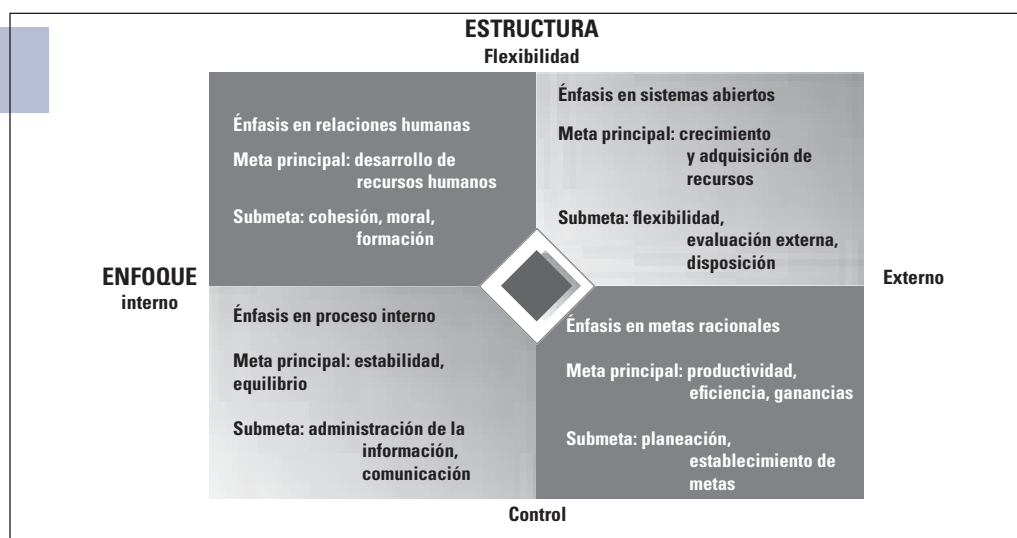 ESTRUCTURA
Flexibilidad
Énfasis en relaciones humanas
Meta principal: desarrollo de
recursos humanos
Submeta: cohesión, moral,
formación
Énfasis en sistemas abiertos
Meta principal: crecimiento
y adquisición de
recursos
Submeta: flexibilidad,
evaluación externa,
disposición
ENFOQUE
interno
Externo
Énfasis en proceso interno
Meta principal: estabilidad,
equilibrio
Submeta: administración de la
información,
comunicación
Énfasis en metas racionales
Meta principal: productividad,
eficiencia, ganancias
Submeta: planeación,
establecimiento de
metas
Control